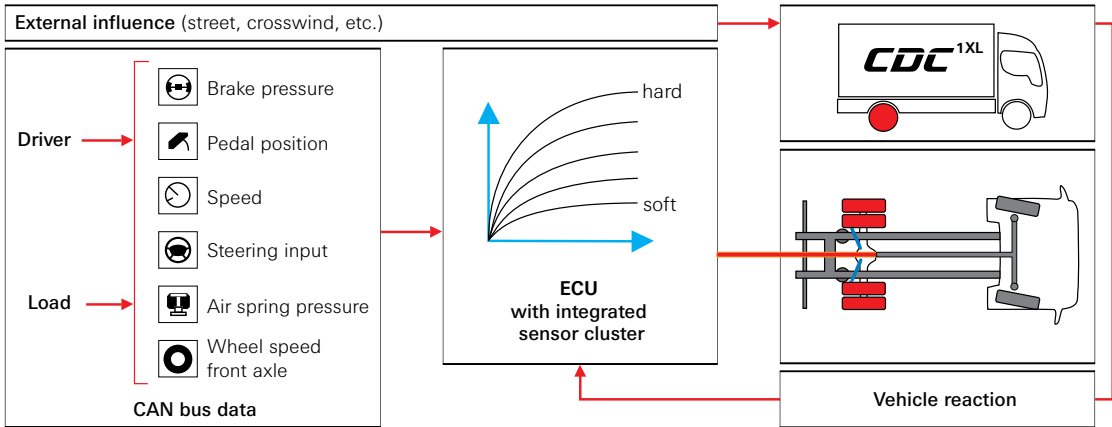 External influence (street, crosswind, etc.)
CDC 1XL
Driver
Load
Brake pressure
Pedal position
Speed
Steering input
Air spring pressure
Wheel speed
front axle
CAN bus data
hard
soft
ECU
with integrated
sensor cluster
Vehicle reaction